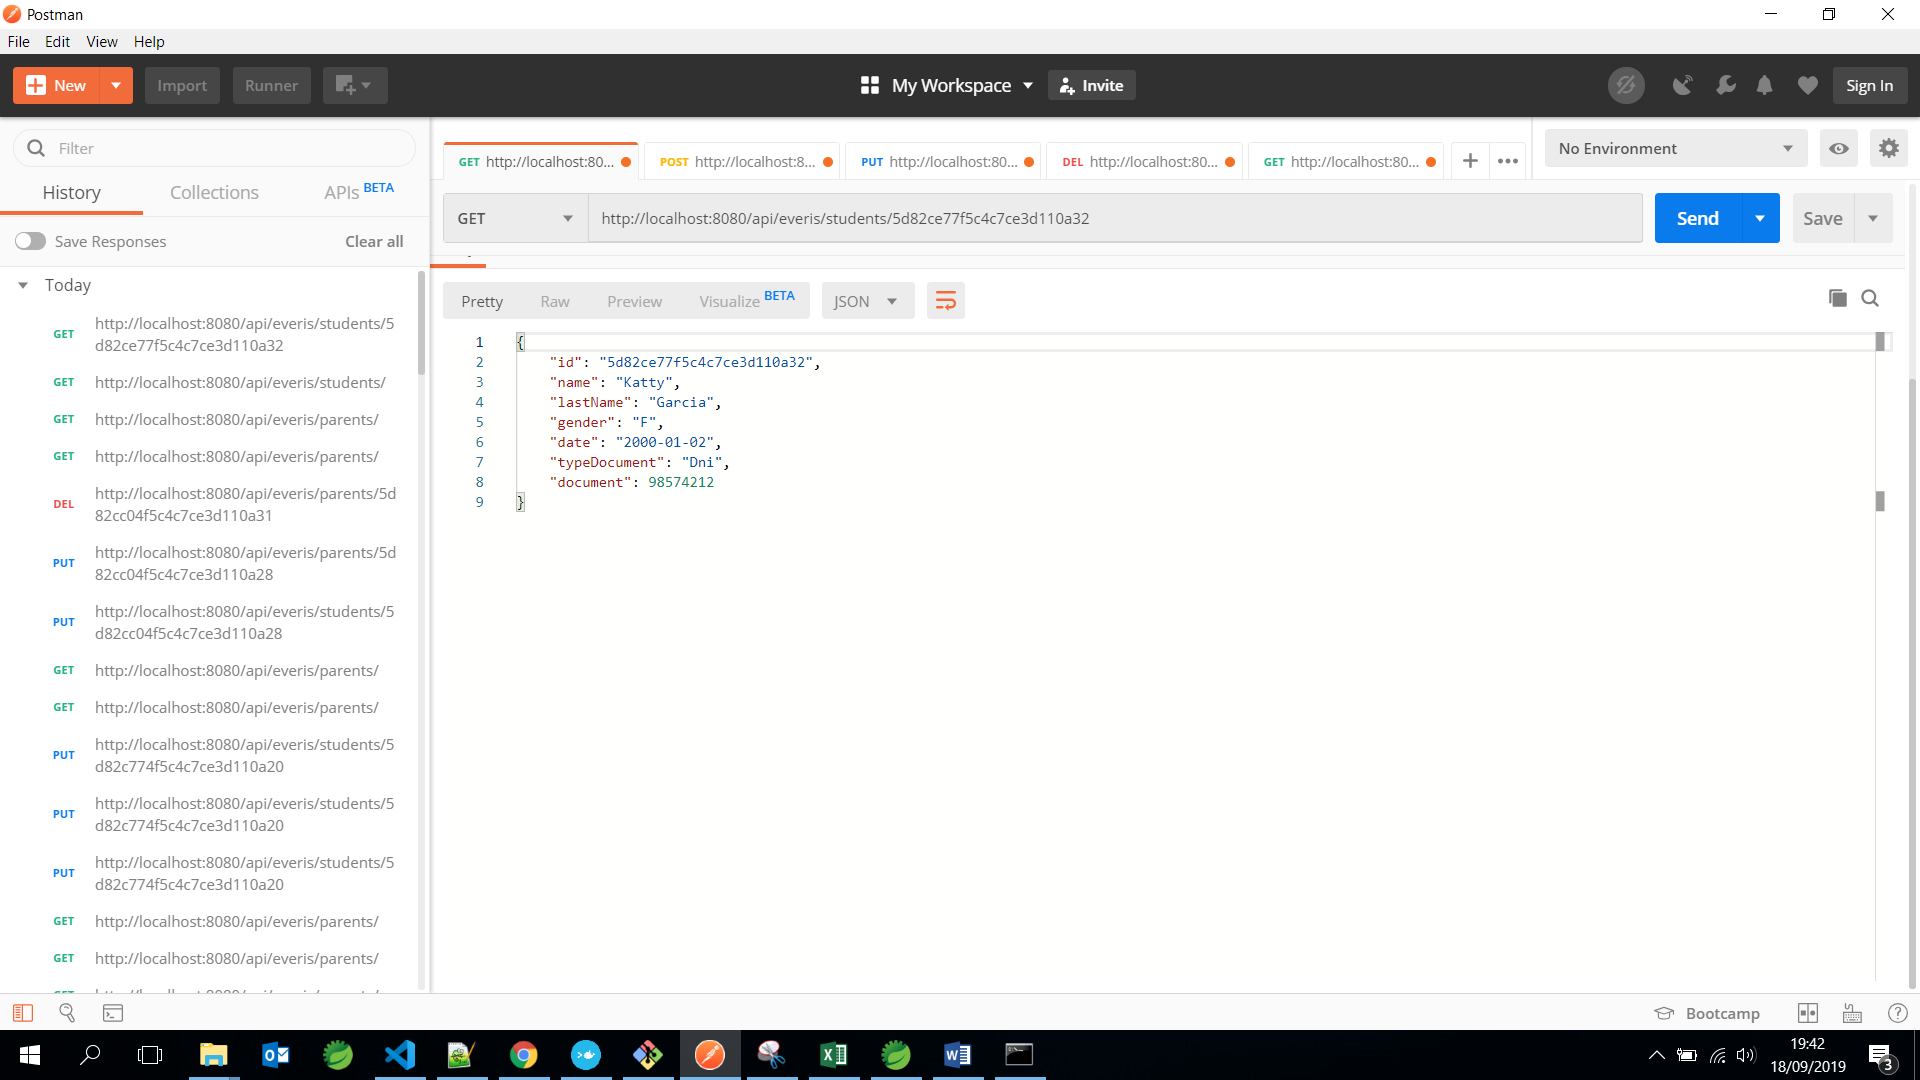 Postman
File Edit View Help
New Import Runner My Workspace Invite Sign In
Filter
History Collections APIs BETA
Save Responses Clear all
Today
GET http://localhost:8080/api/everis/students/5
d82ce77f5c4c7ce3d110a32
GET http://localhost:8080/api/everis/students/
GET http://localhost:8080/api/everis/parents/
GET http://localhost:8080/api/everis/parents/
DEL http://localhost:8080/api/everis/parents/5d
82cc04f5c4c7ce3d110a31
PUT http://localhost:8080/api/everis/parents/5d
82cc04f5c4c7ce3d110a28
PUT http://localhost:8080/api/everis/students/5
d82cc04f5c4c7ce3d110a28
GET http://localhost:8080/api/everis/parents/
GET http://localhost:8080/api/everis/parents/
PUT http://localhost:8080/api/everis/students/5
d82c774f5c4c7ce3d110a20
PUT http://localhost:8080/api/everis/students/5
d82c774f5c4c7ce3d110a20
PUT http://localhost:8080/api/everis/students/5
d82c774f5c4c7ce3d110a20
GET http://localhost:8080/api/everis/parents/
GET http://localhost:8080/api/everis/parents/
GET http://localhost:80... POST http://localhost:8... PUT http://localhost:80... DEL http://localhost:80... GET http://localhost:80... No Environment
GET http://localhost:8080/api/everis/students/5d82ce77f5c4c7ce3d110a32 Send Save
Pretty Raw Preview Visualize BETA JSON
1 {
2 "id": "5d82ce77f5c4c7ce3d110a32",
3 "name": "Katty",
4 "lastName": "Garcia",
5 "gender": "F",
6 "date": "2000-01-02",
7 "typeDocument": "Dni",
8 "document": 98574212
9 }
Bootcamp
19:42
18/09/2019
3